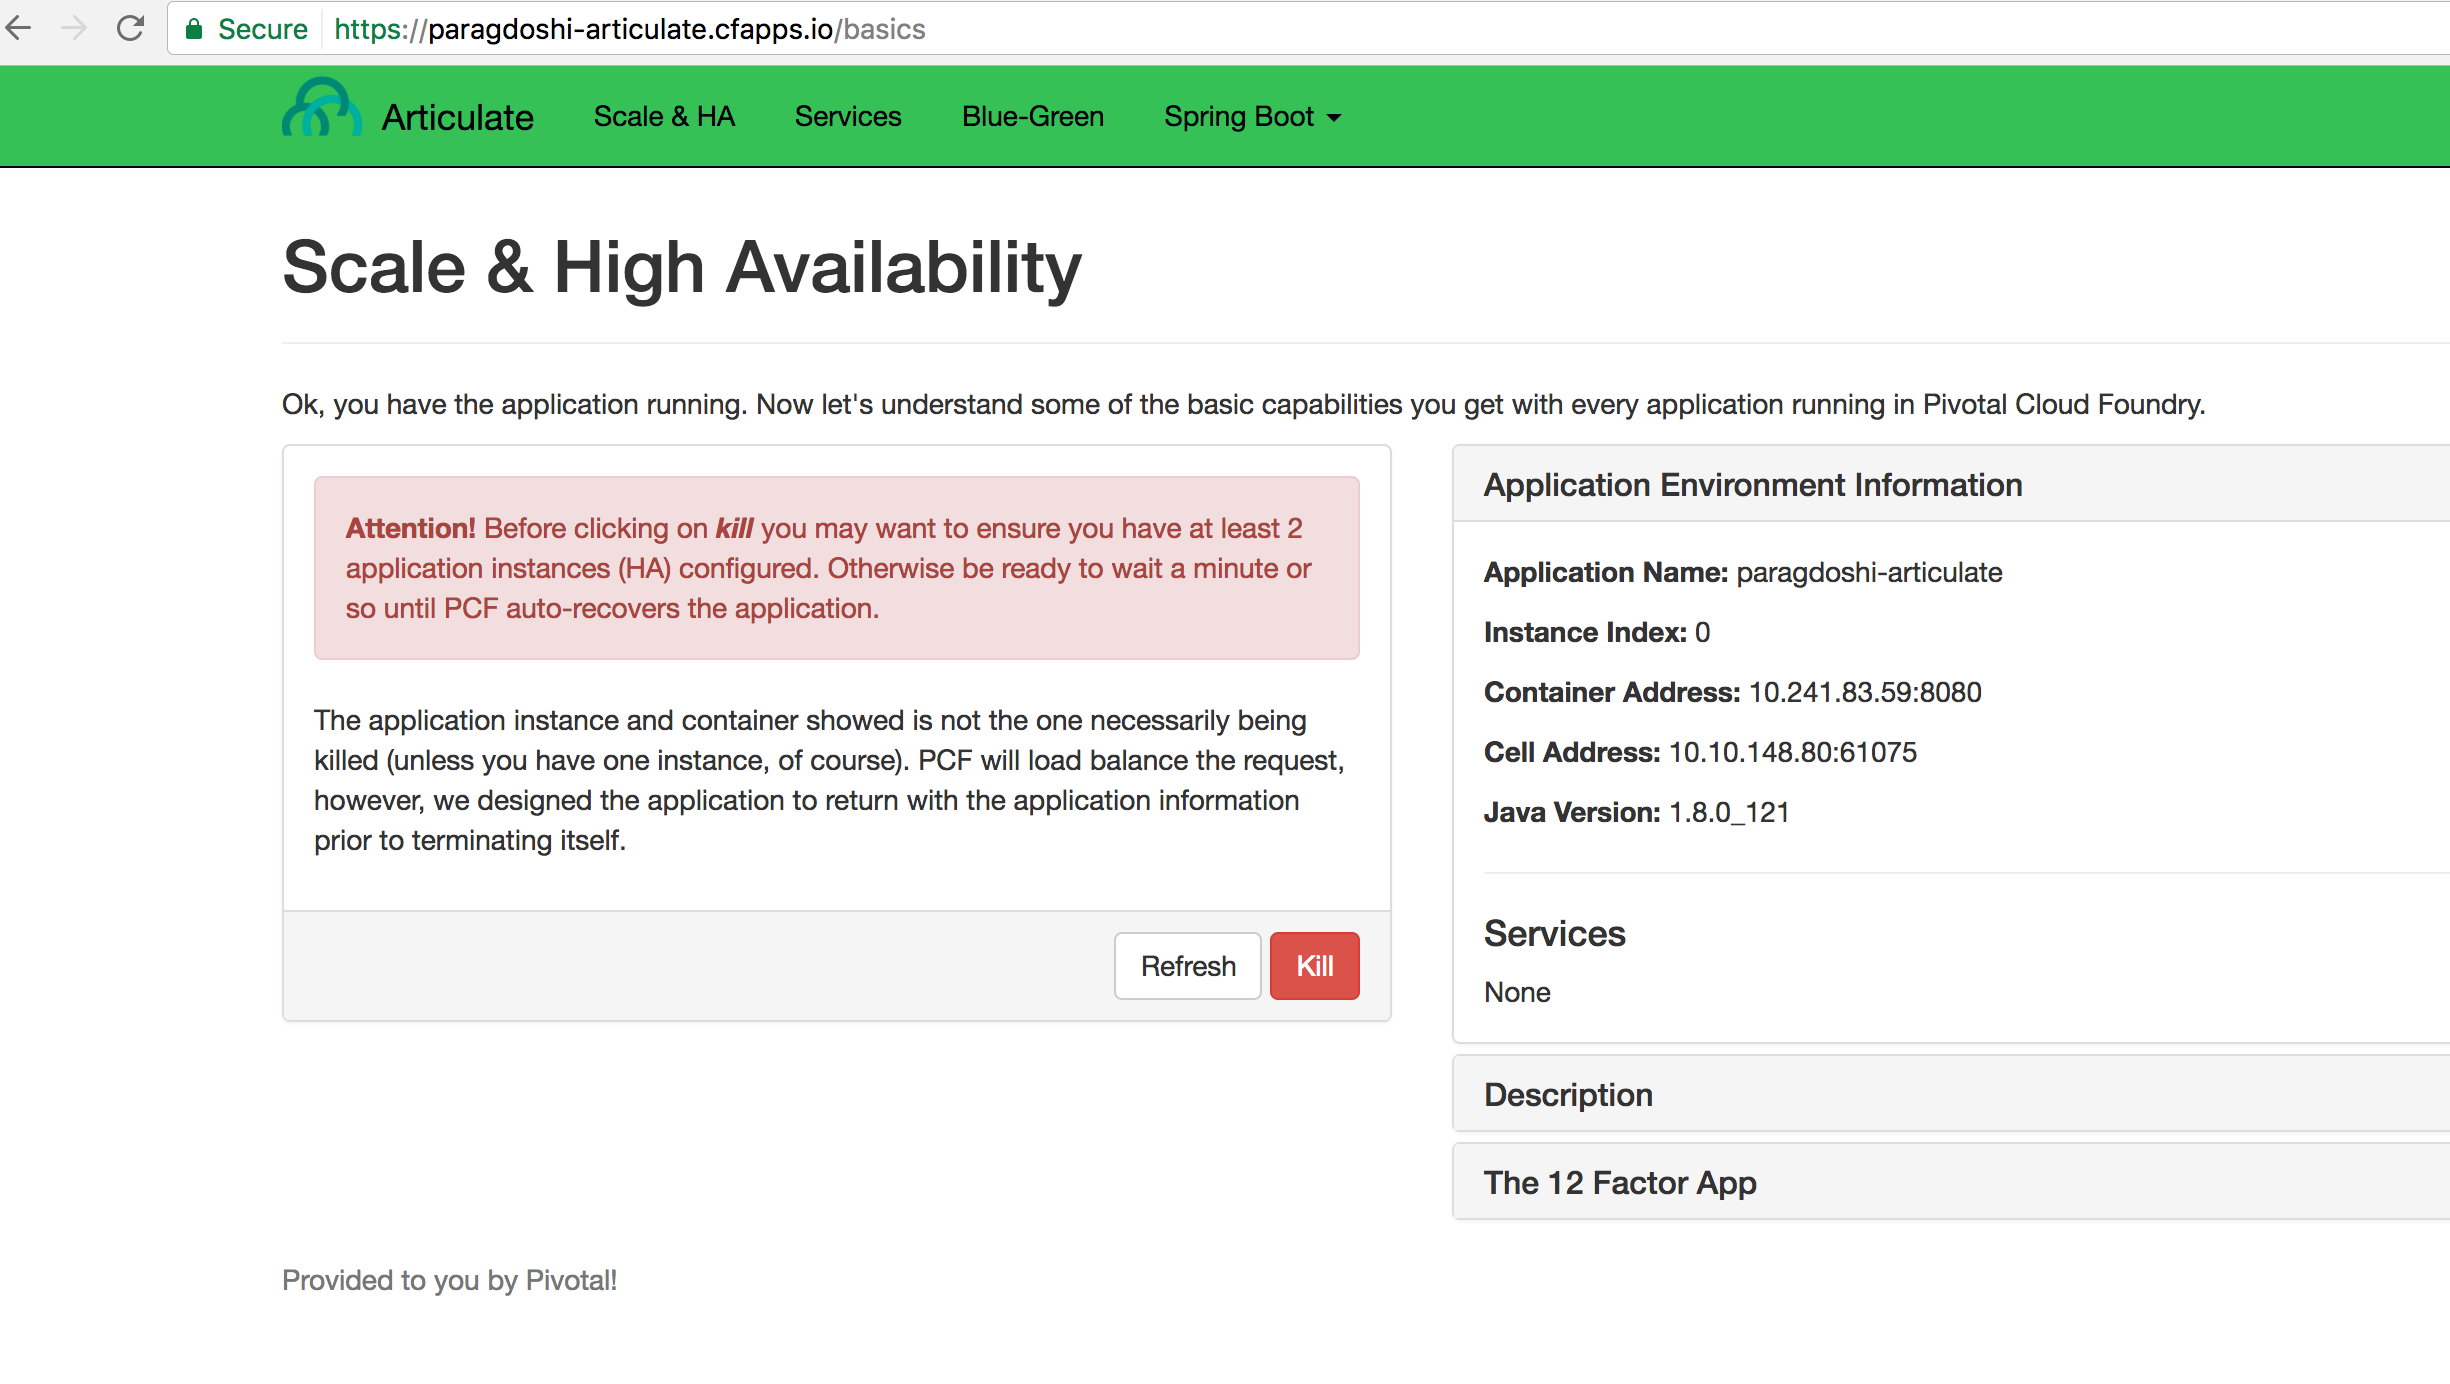 Secure https://paragdoshi-articulate.cfapps.io/basics
Articulate Scale & HA Services Blue-Green Spring Boot
Scale & High Availability
Ok, you have the application running. Now let's understand some of the basic capabilities you get with every application running in Pivotal Cloud Foundry.
Attention! Before clicking on kill you may want to ensure you have at least 2
application instances (HA) configured. Otherwise be ready to wait a minute or
so until PCF auto-recovers the application.
The application instance and container showed is not the one necessarily being
killed (unless you have one instance, of course). PCF will load balance the request,
however, we designed the application to return with the application information
prior to terminating itself.
Refresh Kill
Application Environment Information
Application Name: paragdoshi-articulate
Instance Index: 0
Container Address: 10.241.83.59:8080
Cell Address: 10.10.148.80:61075
Java Version: 1.8.0_121
Services
None
Description
The 12 Factor App
Provided to you by Pivotal!